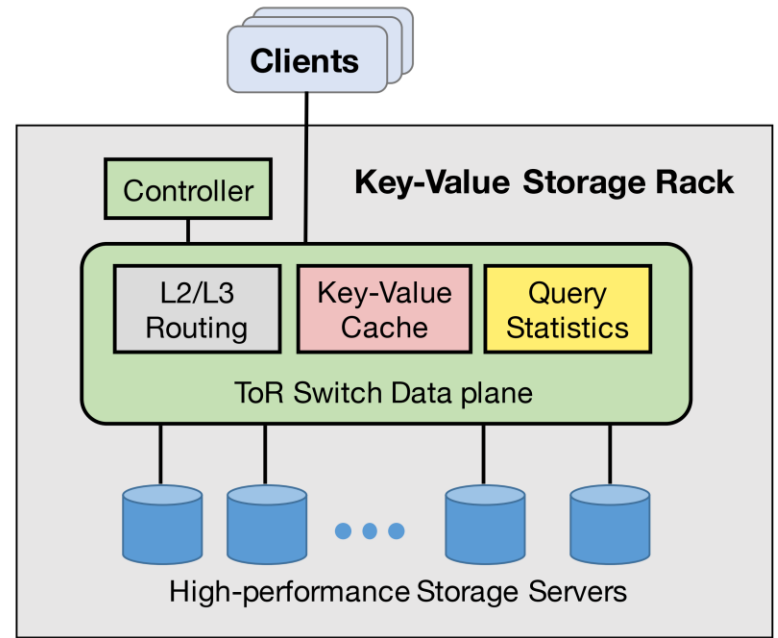 Clients
Key-Value Storage Rack
Controller
L2/L3
Routing
Key-Value
Cache
Query
Statistics
ToR Switch Data plane
High-performance Storage Servers